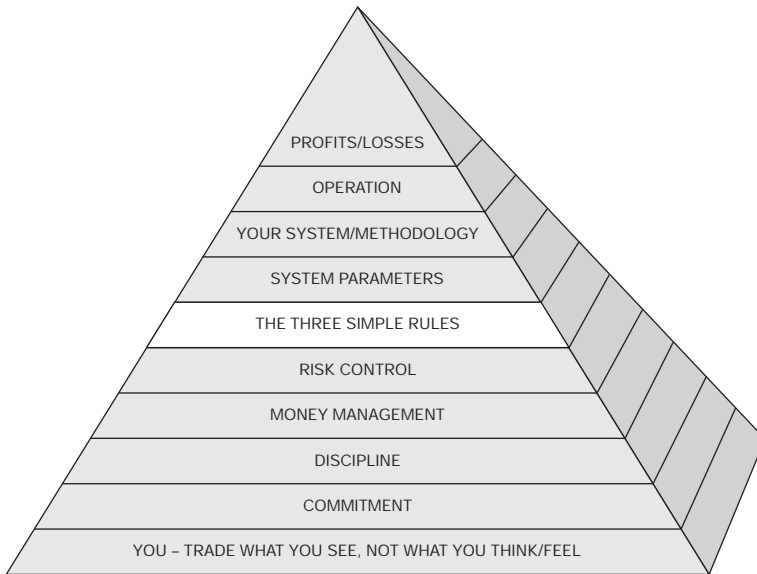 PROFITS/LOSSES
OPERATION
YOUR SYSTEM/METHODOLOGY
SYSTEM PARAMETERS
THE THREE SIMPLE RULES
RISK CONTROL
MONEY MANAGEMENT
DISCIPLINE
COMMITMENT
YOU – TRADE WHAT YOU SEE, NOT WHAT YOU THINK/FEEL